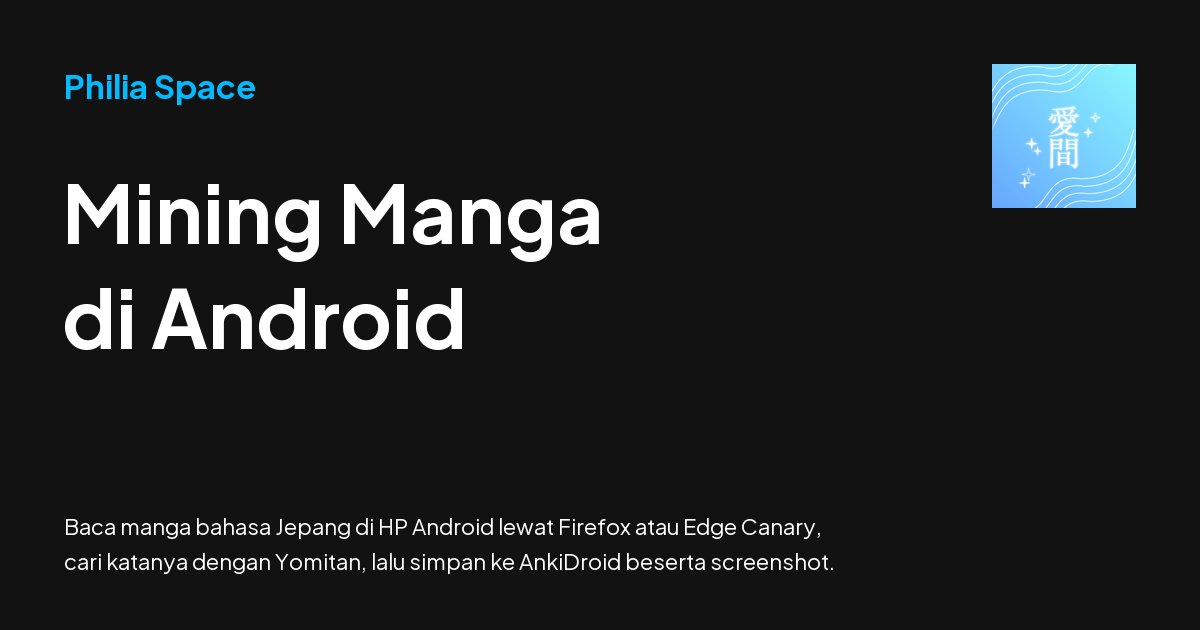 Philia Space
愛間
Mining Manga
di Android
Baca manga bahasa Jepang di HP Android lewat Firefox atau Edge Canary,
cari katanya dengan Yomitan, lalu simpan ke AnkiDroid beserta screenshot.